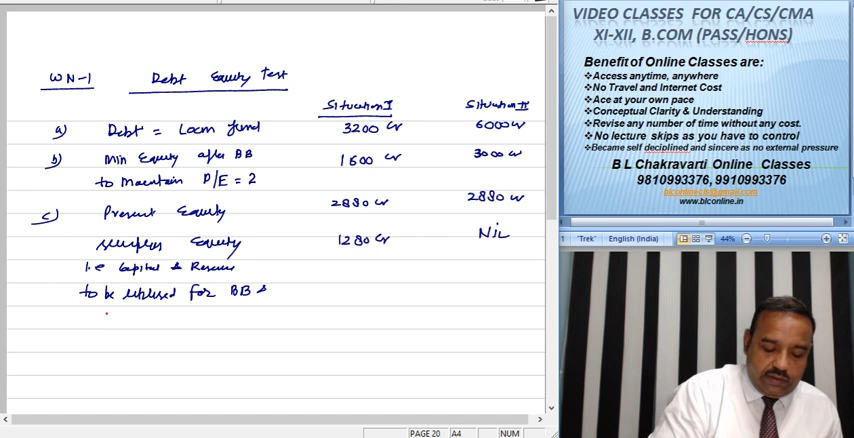 WN-1 Debt Equity Test
Situation I Situation II
a) Debt = Loan fund 3200 Cr 6000 Cr
b) Min Equity after BB 1600 Cr 3000 Cr
to Maintain D/E = 2
c) Present Equity 2880 Cr 2880 Cr
Equity 1280 Cr NiL
i.e Capital & Reserve
to be utilised for BB
PAGE 20 A4 NUM
VIDEO CLASSES FOR CA/CS/CMA
XI-XII, B.COM (PASS/HONS)
Benefit of Online Classes are:
❖Access anytime, anywhere
❖No Travel and Internet Cost
❖Ace at your own pace
❖Conceptual Clarity & Understanding
❖Revise any number of time without any cost.
❖No lecture skips as you have to control
❖Became self deciplined and sincere as no external pressure
B L Chakravarti Online Classes
9810993376, 9910993376
www.blconline.in
1 "Trek" English (India) 44%